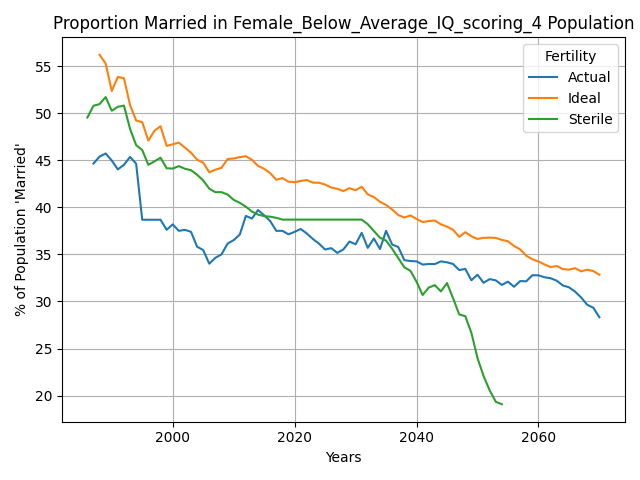 Proportion Married in Female_Below_Average_IQ_scoring_4 Population
Fertility
Actual
Ideal
Sterile
% of Population 'Married'
55
50
45
40
35
30
25
20
2000
2020
2040
2060
Years